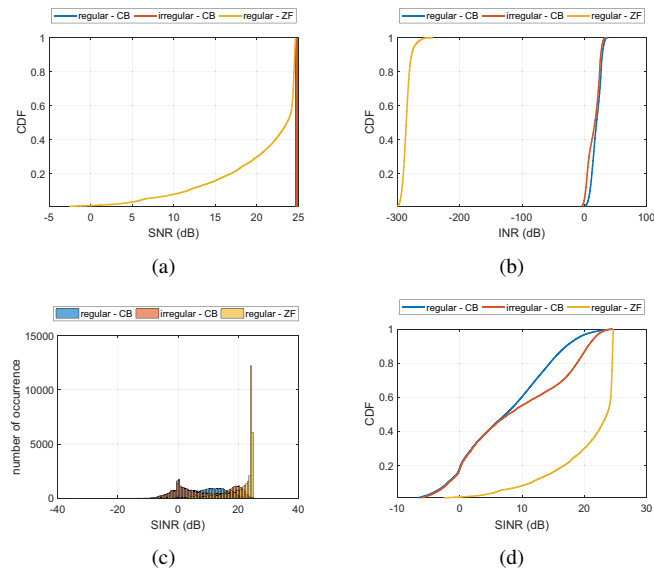 regular - CB irregular - CB regular - ZF
CDF
1
0.8
0.6
0.4
0.2
-5 0 5 10 15 20 25
SNR (dB)
(a)
regular - CB irregular - CB regular - ZF
CDF
1
0.8
0.6
0.4
0.2
-300 -200 -100 0 100
INR (dB)
(b)
regular - CB irregular - CB regular - ZF
number of occurrence
15000
10000
5000
0
-40 -20 0 20 40
SINR (dB)
(c)
regular - CB irregular - CB regular - ZF
CDF
1
0.8
0.6
0.4
0.2
-10 0 10 20 30
SINR (dB)
(d)